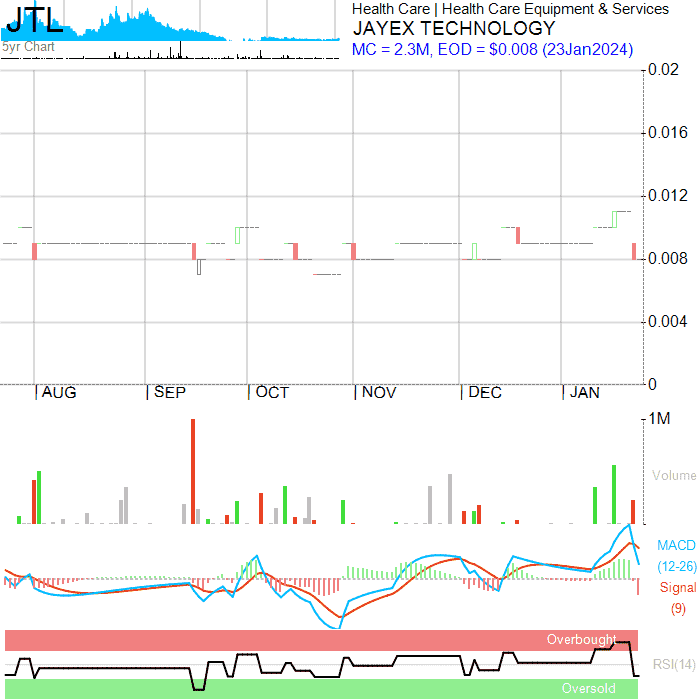 JTL
5yr Chart
Health Care | Health Care Equipment & Services
JAYEX TECHNOLOGY
MC = 2.3M, EOD = $0.008 (23Jan2024)
0.02
0.016
0.012
0.008
0.004
0
AUG SEP OCT NOV DEC JAN
1M
Volume
MACD
(12-26)
Signal
(9)
Overbought
RSI(14)
Oversold